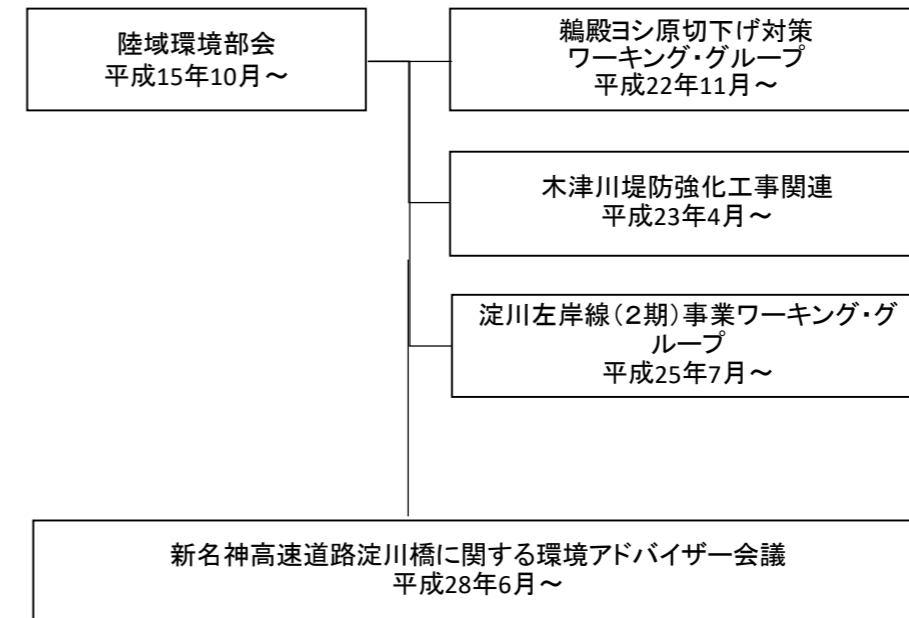 陸域環境部会
平成15年10月～
鵜殿ヨシ原切下げ対策
ワーキング・グループ
平成22年11月～
木津川堤防強化工事関連
平成23年4月～
淀川左岸線（２期）事業ワーキング・グ
ループ
平成25年7月～
新名神高速道路淀川橋に関する環境アドバイザー会議
平成28年6月～